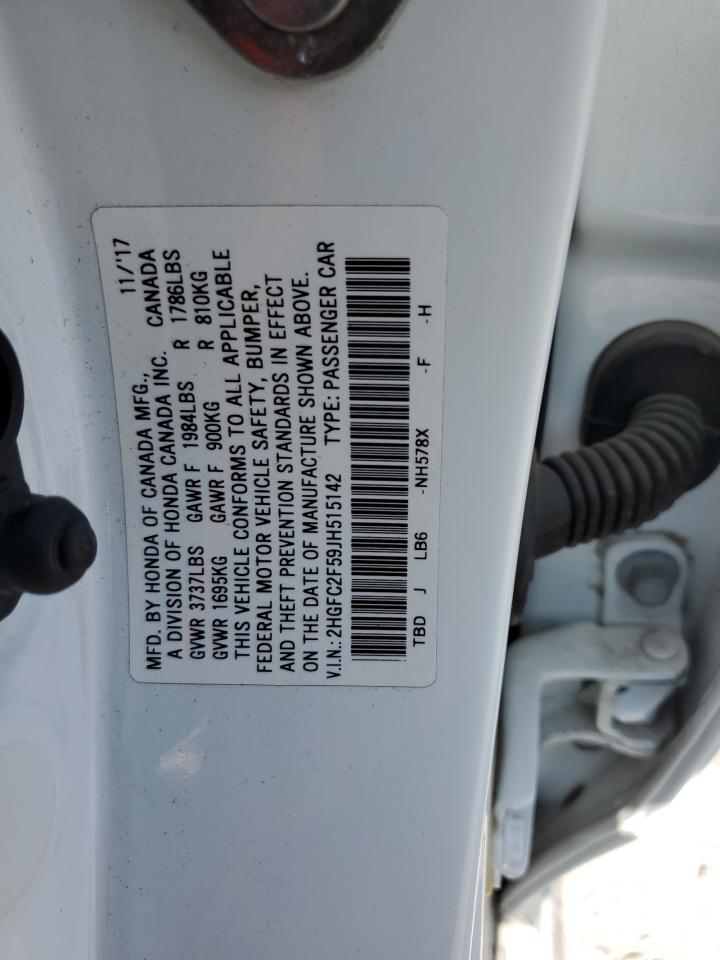 11/'17
MFD. BY HONDA OF CANADA MFG.,
A DIVISION OF HONDA CANADA INC. CANADA
GVWR 3737LBS GAWR F 1984LBS R 1786LBS
GVWR 1695KG GAWR F 900KG R 810KG
THIS VEHICLE CONFORMS TO ALL APPLICABLE
FEDERAL MOTOR VEHICLE SAFETY, BUMPER,
AND THEFT PREVENTION STANDARDS IN EFFECT
ON THE DATE OF MANUFACTURE SHOWN ABOVE.
V.I.N.: 2HGFC2F59JH515142 TYPE: PASSENGER CAR
TBD J LB6 -NH578X -F -H